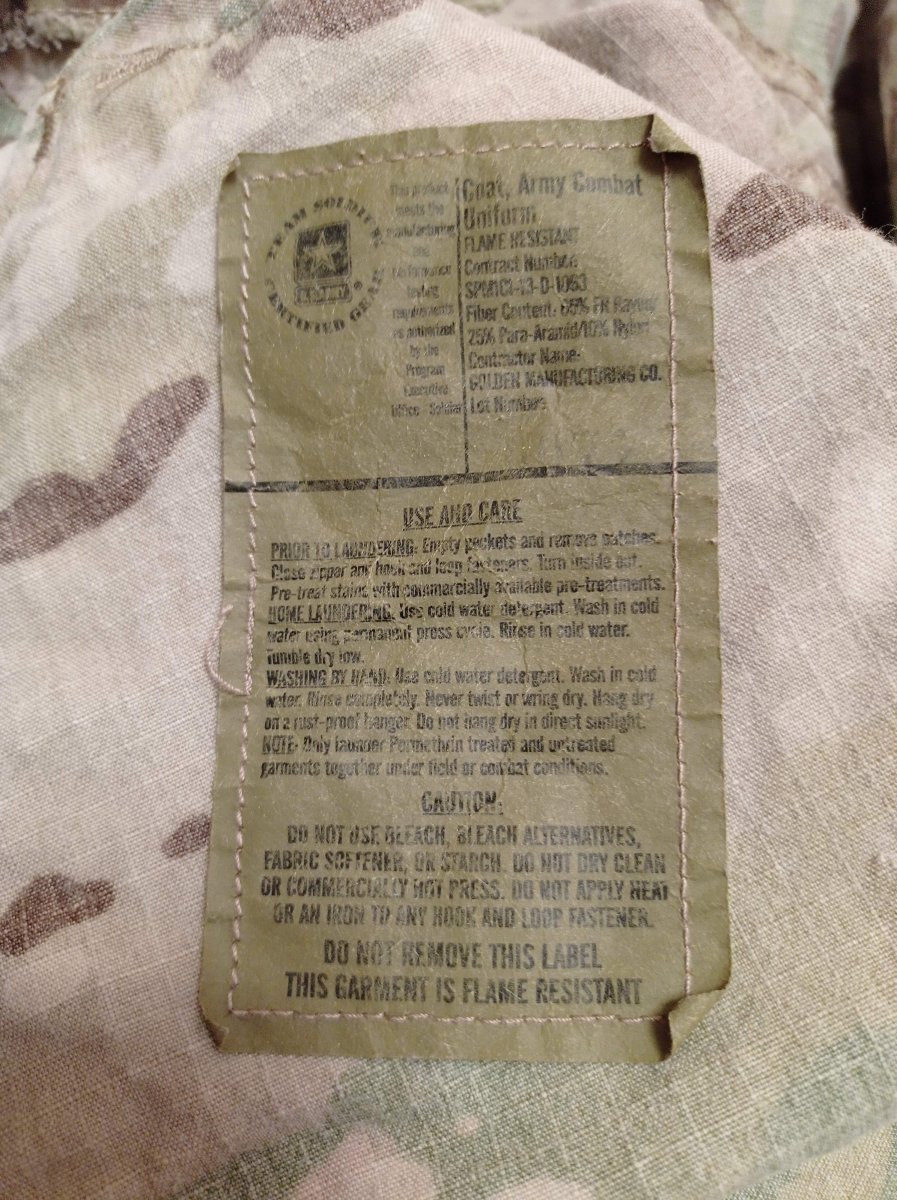 TEAM SOLDIER
CERTIFIED GEAR
This product
meets the
manufacturing
and
performance
testing
requirements
as authorized
by the
Program
Executive
Office - Soldier
Coat, Army Combat
Uniform
FLAME RESISTANT
Contract Number:
Fiber Content: 65% FR Rayon/
25% Para-Aramid/10% Nylon
Contractor Name:
GOLDEN MANUFACTURING CO.
Lot Number:
USE AND CARE
PRIOR TO LAUNDERING: Empty pockets and remove patches.
Close zipper and hook and loop fasteners. Turn inside out.
Pre-treat stains with commercially available pre-treatments.
HOME LAUNDERING. Use cold water detergent. Wash in cold
water using permanent press cycle. Rinse in cold water.
Tumble dry low.
WASHING BY HAND: Use cold water detergent. Wash in cold
water. Rinse completely. Never twist or wring dry. Hang dry
on a rust-proof hanger. Do not hang dry in direct sunlight.
NOTE: Only launder Permethrin treated and untreated
garments together under field or combat conditions.
CAUTION:
DO NOT USE BLEACH, BLEACH ALTERNATIVES,
FABRIC SOFTENER, OR STARCH. DO NOT DRY CLEAN
OR COMMERCIALLY HOT PRESS. DO NOT APPLY HEAT
OR AN IRON TO ANY HOOK AND LOOP FASTENER.
DO NOT REMOVE THIS LABEL
THIS GARMENT IS FLAME RESISTANT